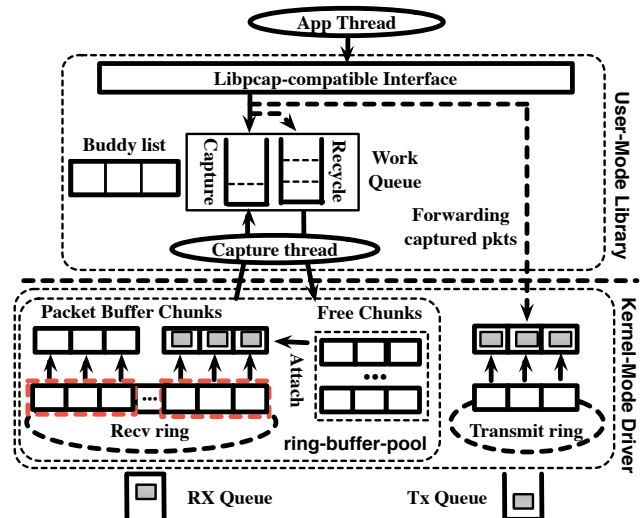 App Thread
Libpcap-compatible Interface
Buddy list
Capture
Recycle
Work
Queue
User-Mode Library
Forwarding
captured pkts
Capture thread
Packet Buffer Chunks
Free Chunks
Attach
...
...
Recv ring
ring-buffer-pool
Transmit ring
Kernel-Mode Driver
RX Queue
Tx Queue